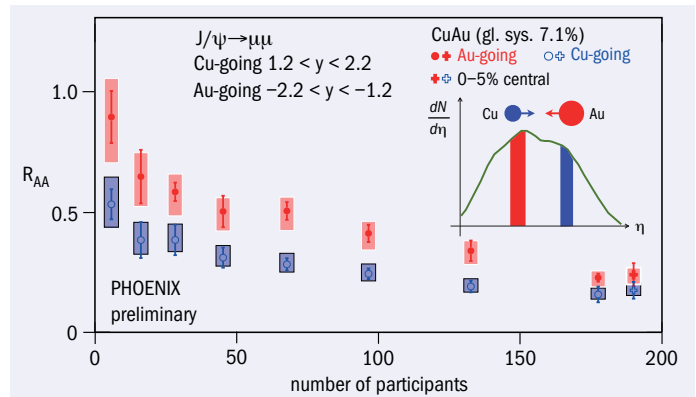 J/ψ→μμ
Cu-going 1.2 < y < 2.2
Au-going −2.2 < y < −1.2
CuAu (gl. sys. 7.1%)
Au-going Cu-going
0–5% central
dN
dη
Cu Au
η
R_AA
1.0
0.5
0
PHOENIX
preliminary
0 50 100 150 200
number of participants